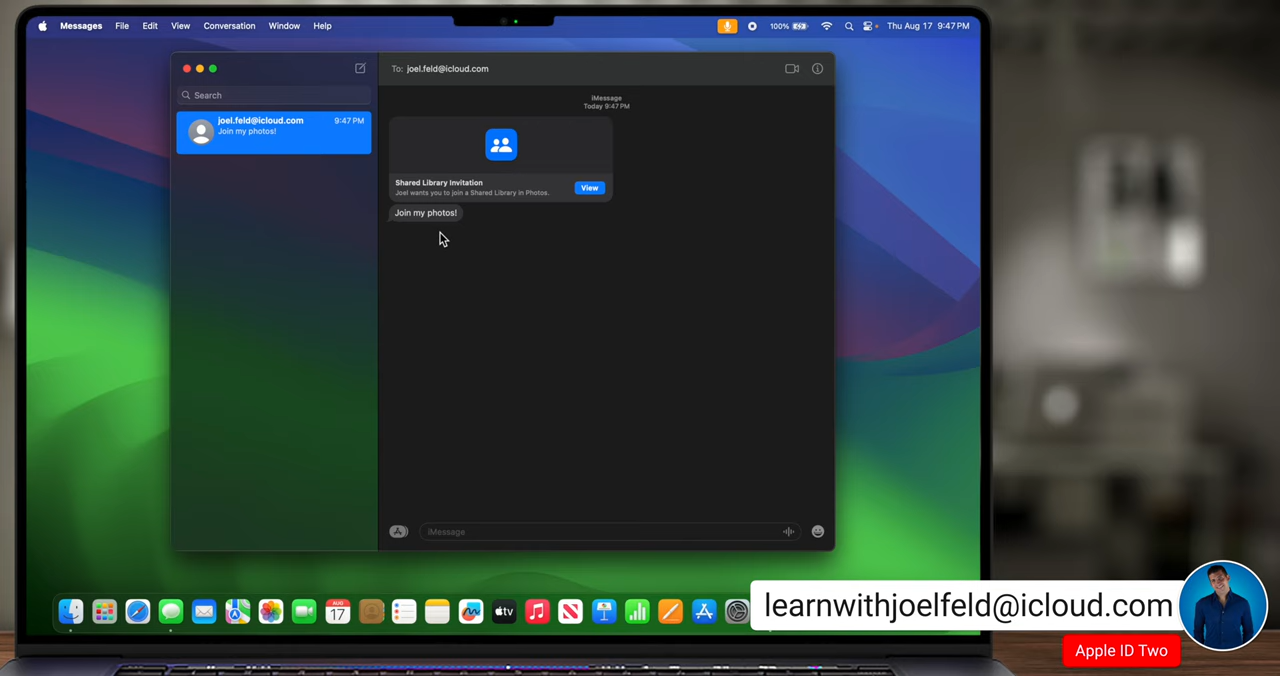 Messages File Edit View Conversation Window Help
100% Thu Aug 17 9:47 PM
Search
joel.feld@icloud.com 9:47 PM
Join my photos!
To: joel.feld@icloud.com
iMessage
Today 9:47 PM
Shared Library Invitation
Joel wants you to join a Shared Library in Photos.
View
Join my photos!
iMessage
AUG
17
tv
learnwithjoelfeld@icloud.com
Apple ID Two